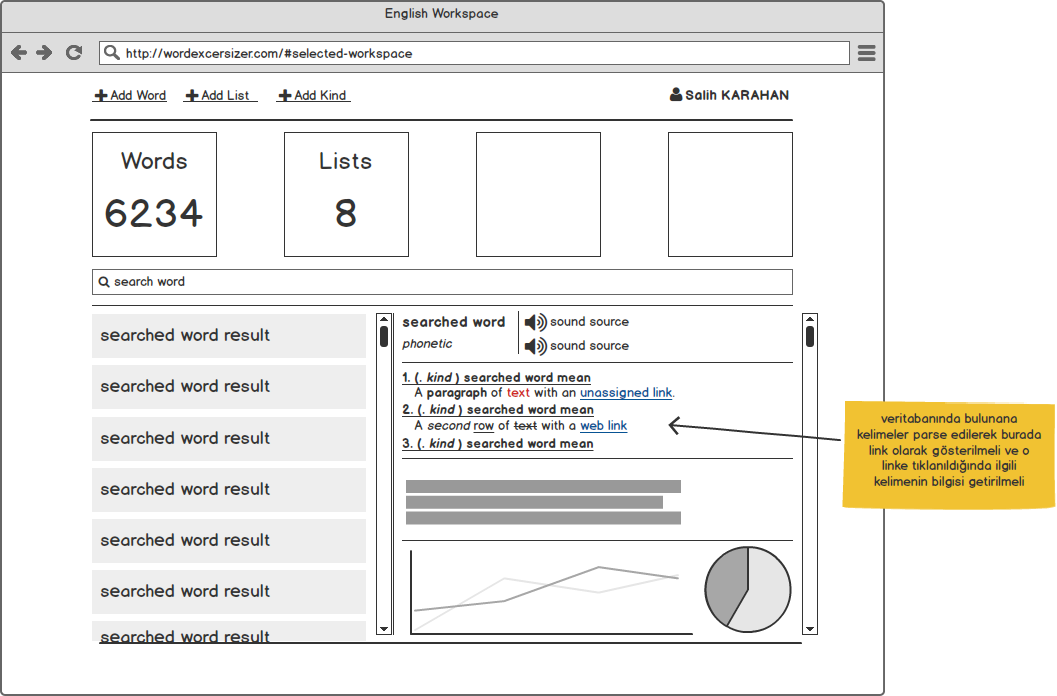 English Workspace
http://wordexcersizer.com/#selected-workspace
Add Word Add List Add Kind Salih KARAHAN
Words
6234
Lists
8
search word
searched word result
searched word result
searched word result
searched word result
searched word result
searched word result
searched word result
searched word
phonetic
sound source
sound source
1. (. kind ) searched word mean
A paragraph of text with an unassigned link.
2. (. kind ) searched word mean
A second row of text with a web link
3. (. kind ) searched word mean
veritabanında bulunana
kelimeler parse edilerek burada
link olarak gösterilmeli ve o
linke tıklanıldığında ilgili
kelimenin bilgisi getirilmeli